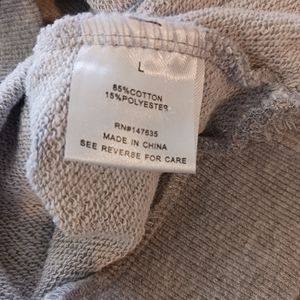 L
85%COTTON
15%POLYESTER
RN#147635
MADE IN CHINA
SEE REVERSE FOR CARE